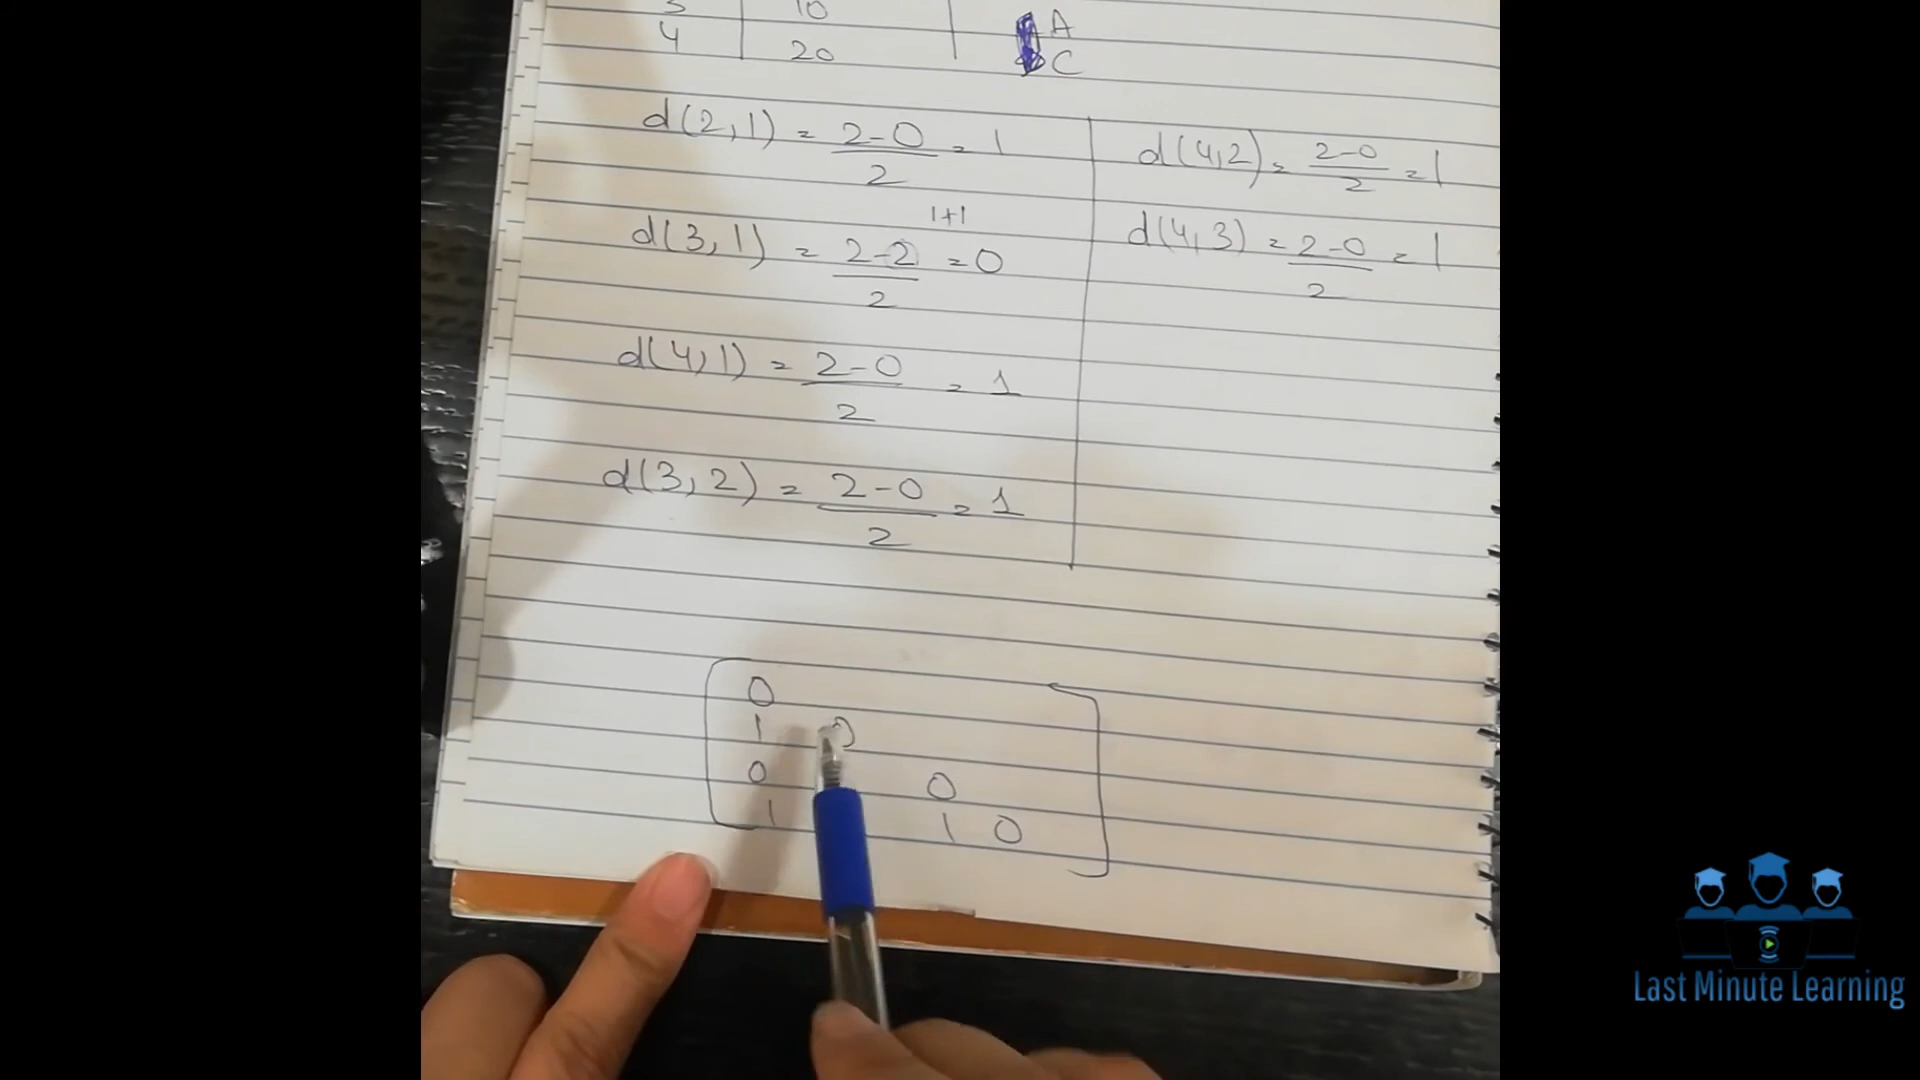 3 10
4 20
A
C
d(2,1) = 2-0 = 1
2
d(3,1) = 2-2 = 0
1+1
2
d(4,1) = 2-0 = 1
2
d(3,2) = 2-0 = 1
2
d(4,2) = 2-0 = 1
2
d(4,3) = 2-0 = 1
2
0
1 0
0 0
1 1 0
Last Minute Learning